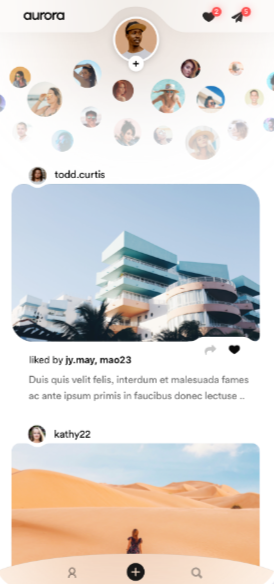 aurora
2
5
todd.curtis
liked by jy.may, mao23
Duis quis velit felis, interdum et malesuada fames
ac ante ipsum primis in faucibus donec lectuse ..
kathy22